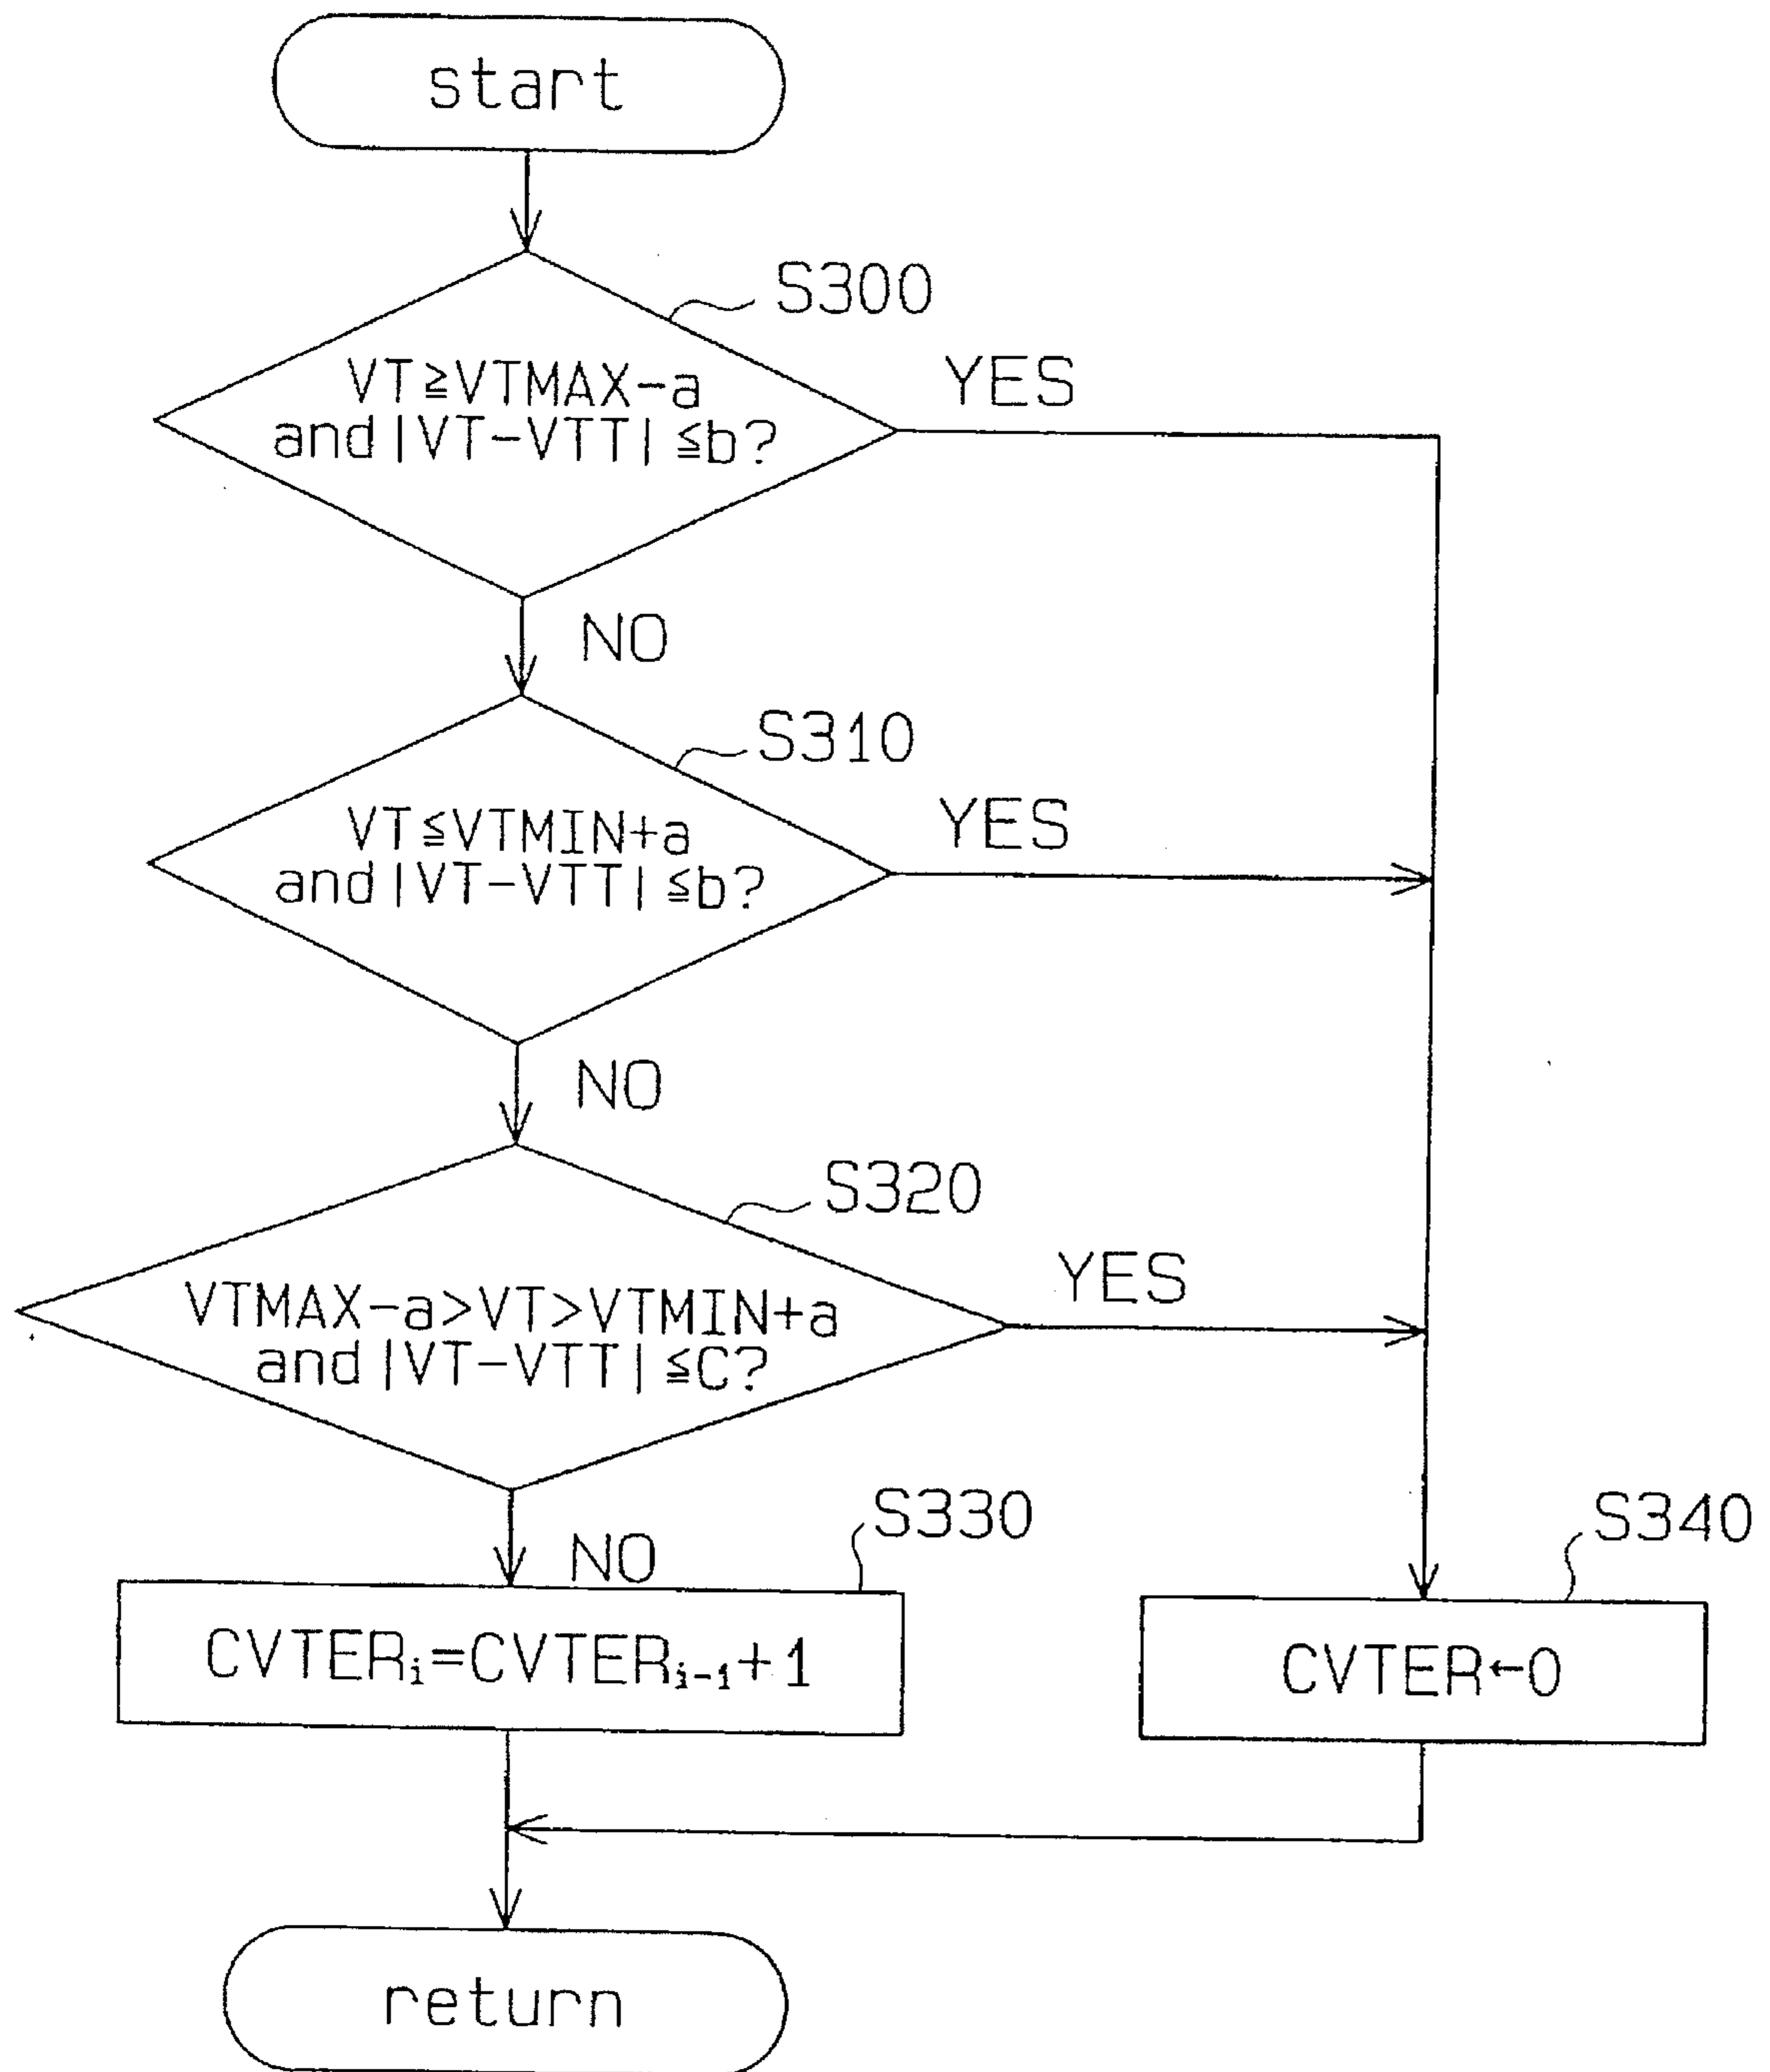 start
S300
VT≧VTMAX-a
and|VT-VTT|≦b?
YES
NO
S310
VT≦VTMIN+a
and|VT-VTT|≦b?
YES
NO
S320
VTMAX-a>VT>VTMIN+a
and|VT-VTT|≦C?
YES
NO
S330
CVTERᵢ=CVTERᵢ₋₁+1
S340
CVTER←0
return